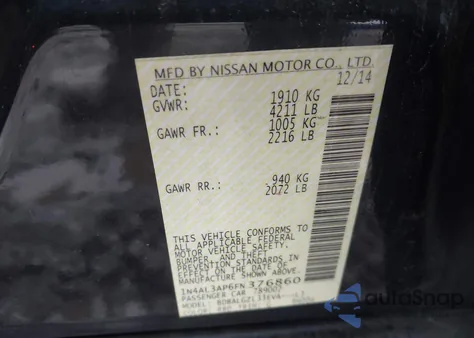 MFD BY NISSAN MOTOR CO., LTD.
DATE: 12/14
GVWR: 1910 KG
4211 LB
GAWR FR.: 1005 KG
2216 LB
GAWR RR.: 940 KG
2072 LB
THIS VEHICLE CONFORMS TO
ALL APPLICABLE FEDERAL
MOTOR VEHICLE SAFETY,
BUMPER, AND THEFT
PREVENTION STANDARDS IN
EFFECT ON THE DATE OF
MANUFACTURE SHOWN ABOVE
1N4AL3AP6FN376860
PASSENGER CAR
autoSnap